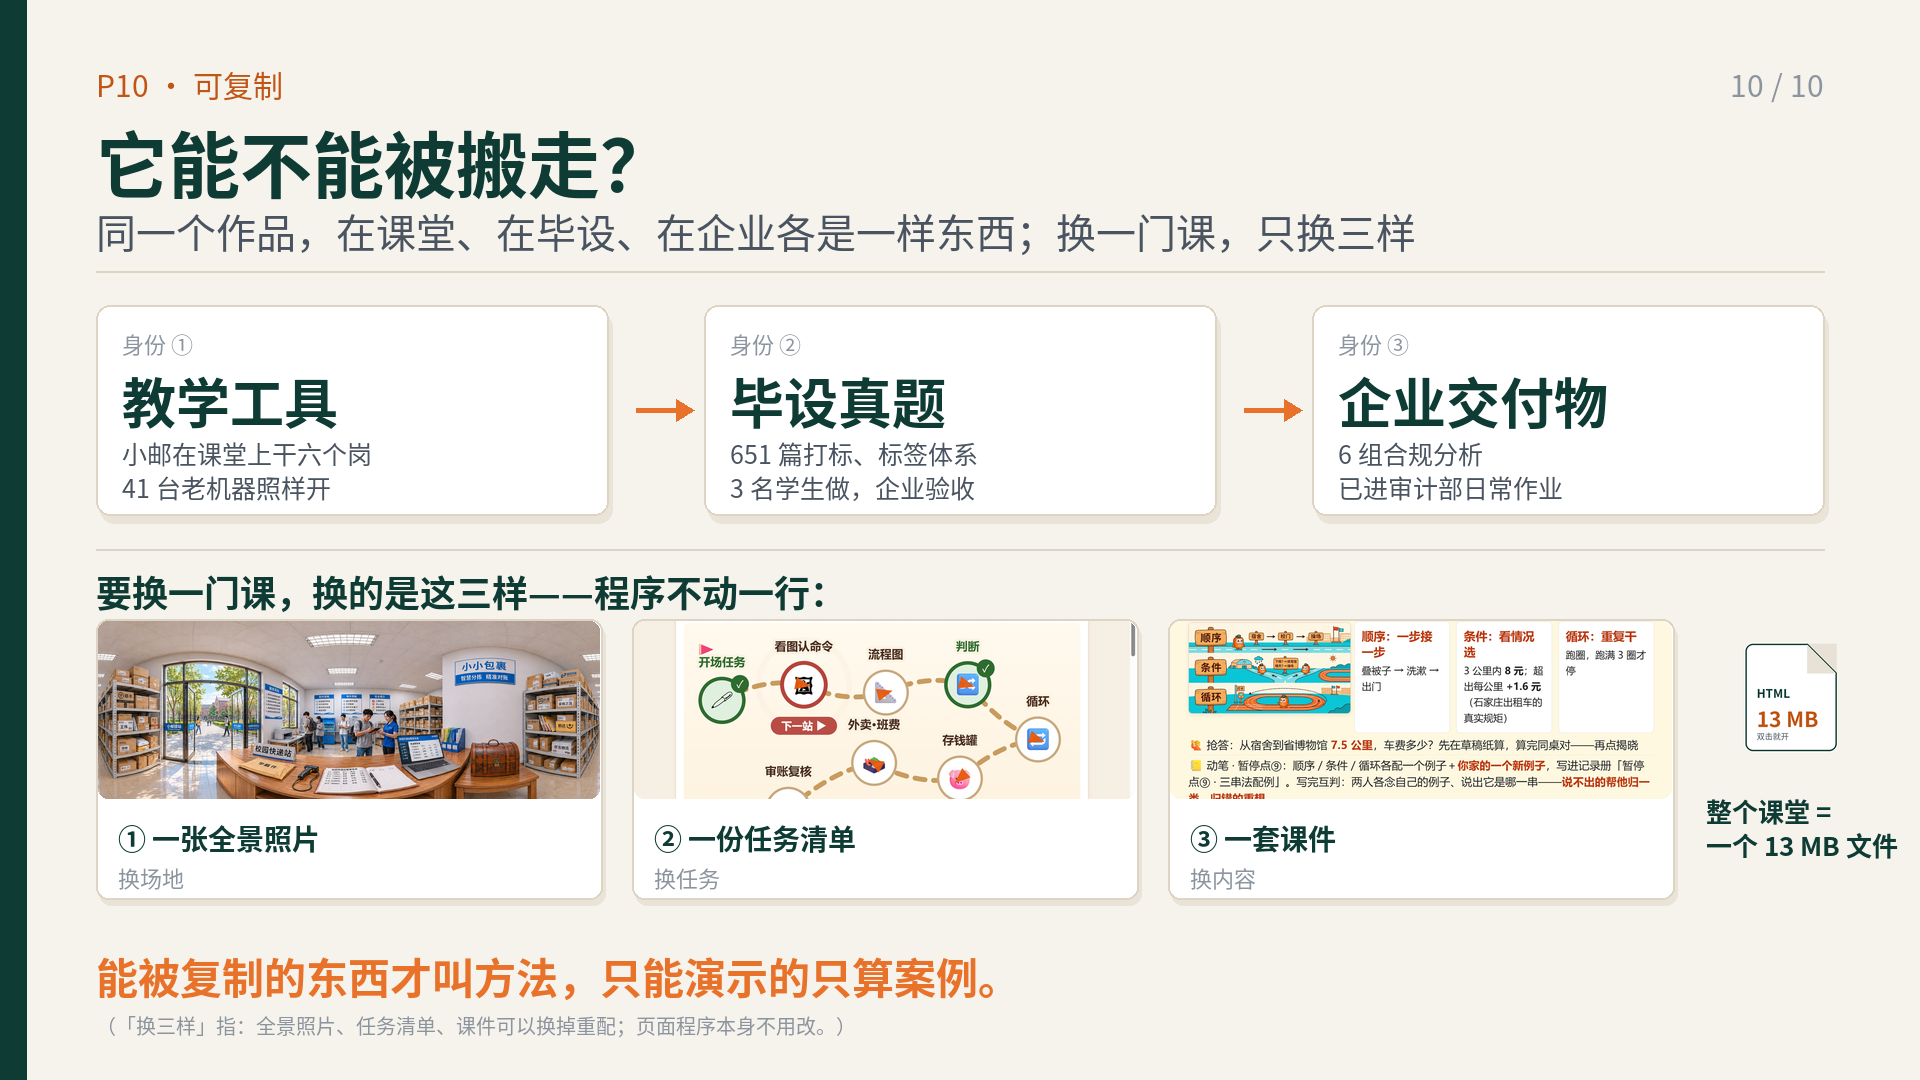 P10 · 可复制
10 / 10
它能不能被搬走？
同一个作品，在课堂、在毕设、在企业各是一样东西；换一门课，只换三样
身份 ①
教学工具
小邮在课堂上干六个岗
41 台老机器照样开
身份 ②
毕设真题
651 篇打标、标签体系
3 名学生做，企业验收
身份 ③
企业交付物
6 组合规分析
已进审计部日常作业
要换一门课，换的是这三样——程序不动一行：
小小包裹
智慧分拣 精准对账
校园快递站
① 一张全景照片
换场地
开场任务
看图认命令
流程图
判断
循环
下一站 ▶
外卖•班费
存钱罐
审账复核
② 一份任务清单
换任务
顺序
条件
循环
顺序：一步接
一步
叠被子 → 洗漱 →
出门
条件：看情况
选
3 公里内 8 元；超
出每公里 +1.6 元
（石家庄出租车的
真实规矩）
循环：重复干
跑圈，跑满 3 圈才
停
抢答：从宿舍到省博物馆 7.5 公里，车费多少？先在草稿纸算，算完同桌对——再点揭晓
动笔 · 暂停点⑨：顺序 / 条件 / 循环各配一个例子 + 你家的一个新例子，写进记录册「暂停
点⑨ · 三串法配例」。写完互判：两人各念自己的例子、说出它是哪一串——说不出的帮他归一
③ 一套课件
换内容
HTML
13 MB
双击就开
整个课堂 =
一个 13 MB 文件
能被复制的东西才叫方法，只能演示的只算案例。
（「换三样」指：全景照片、任务清单、课件可以换掉重配；页面程序本身不用改。）